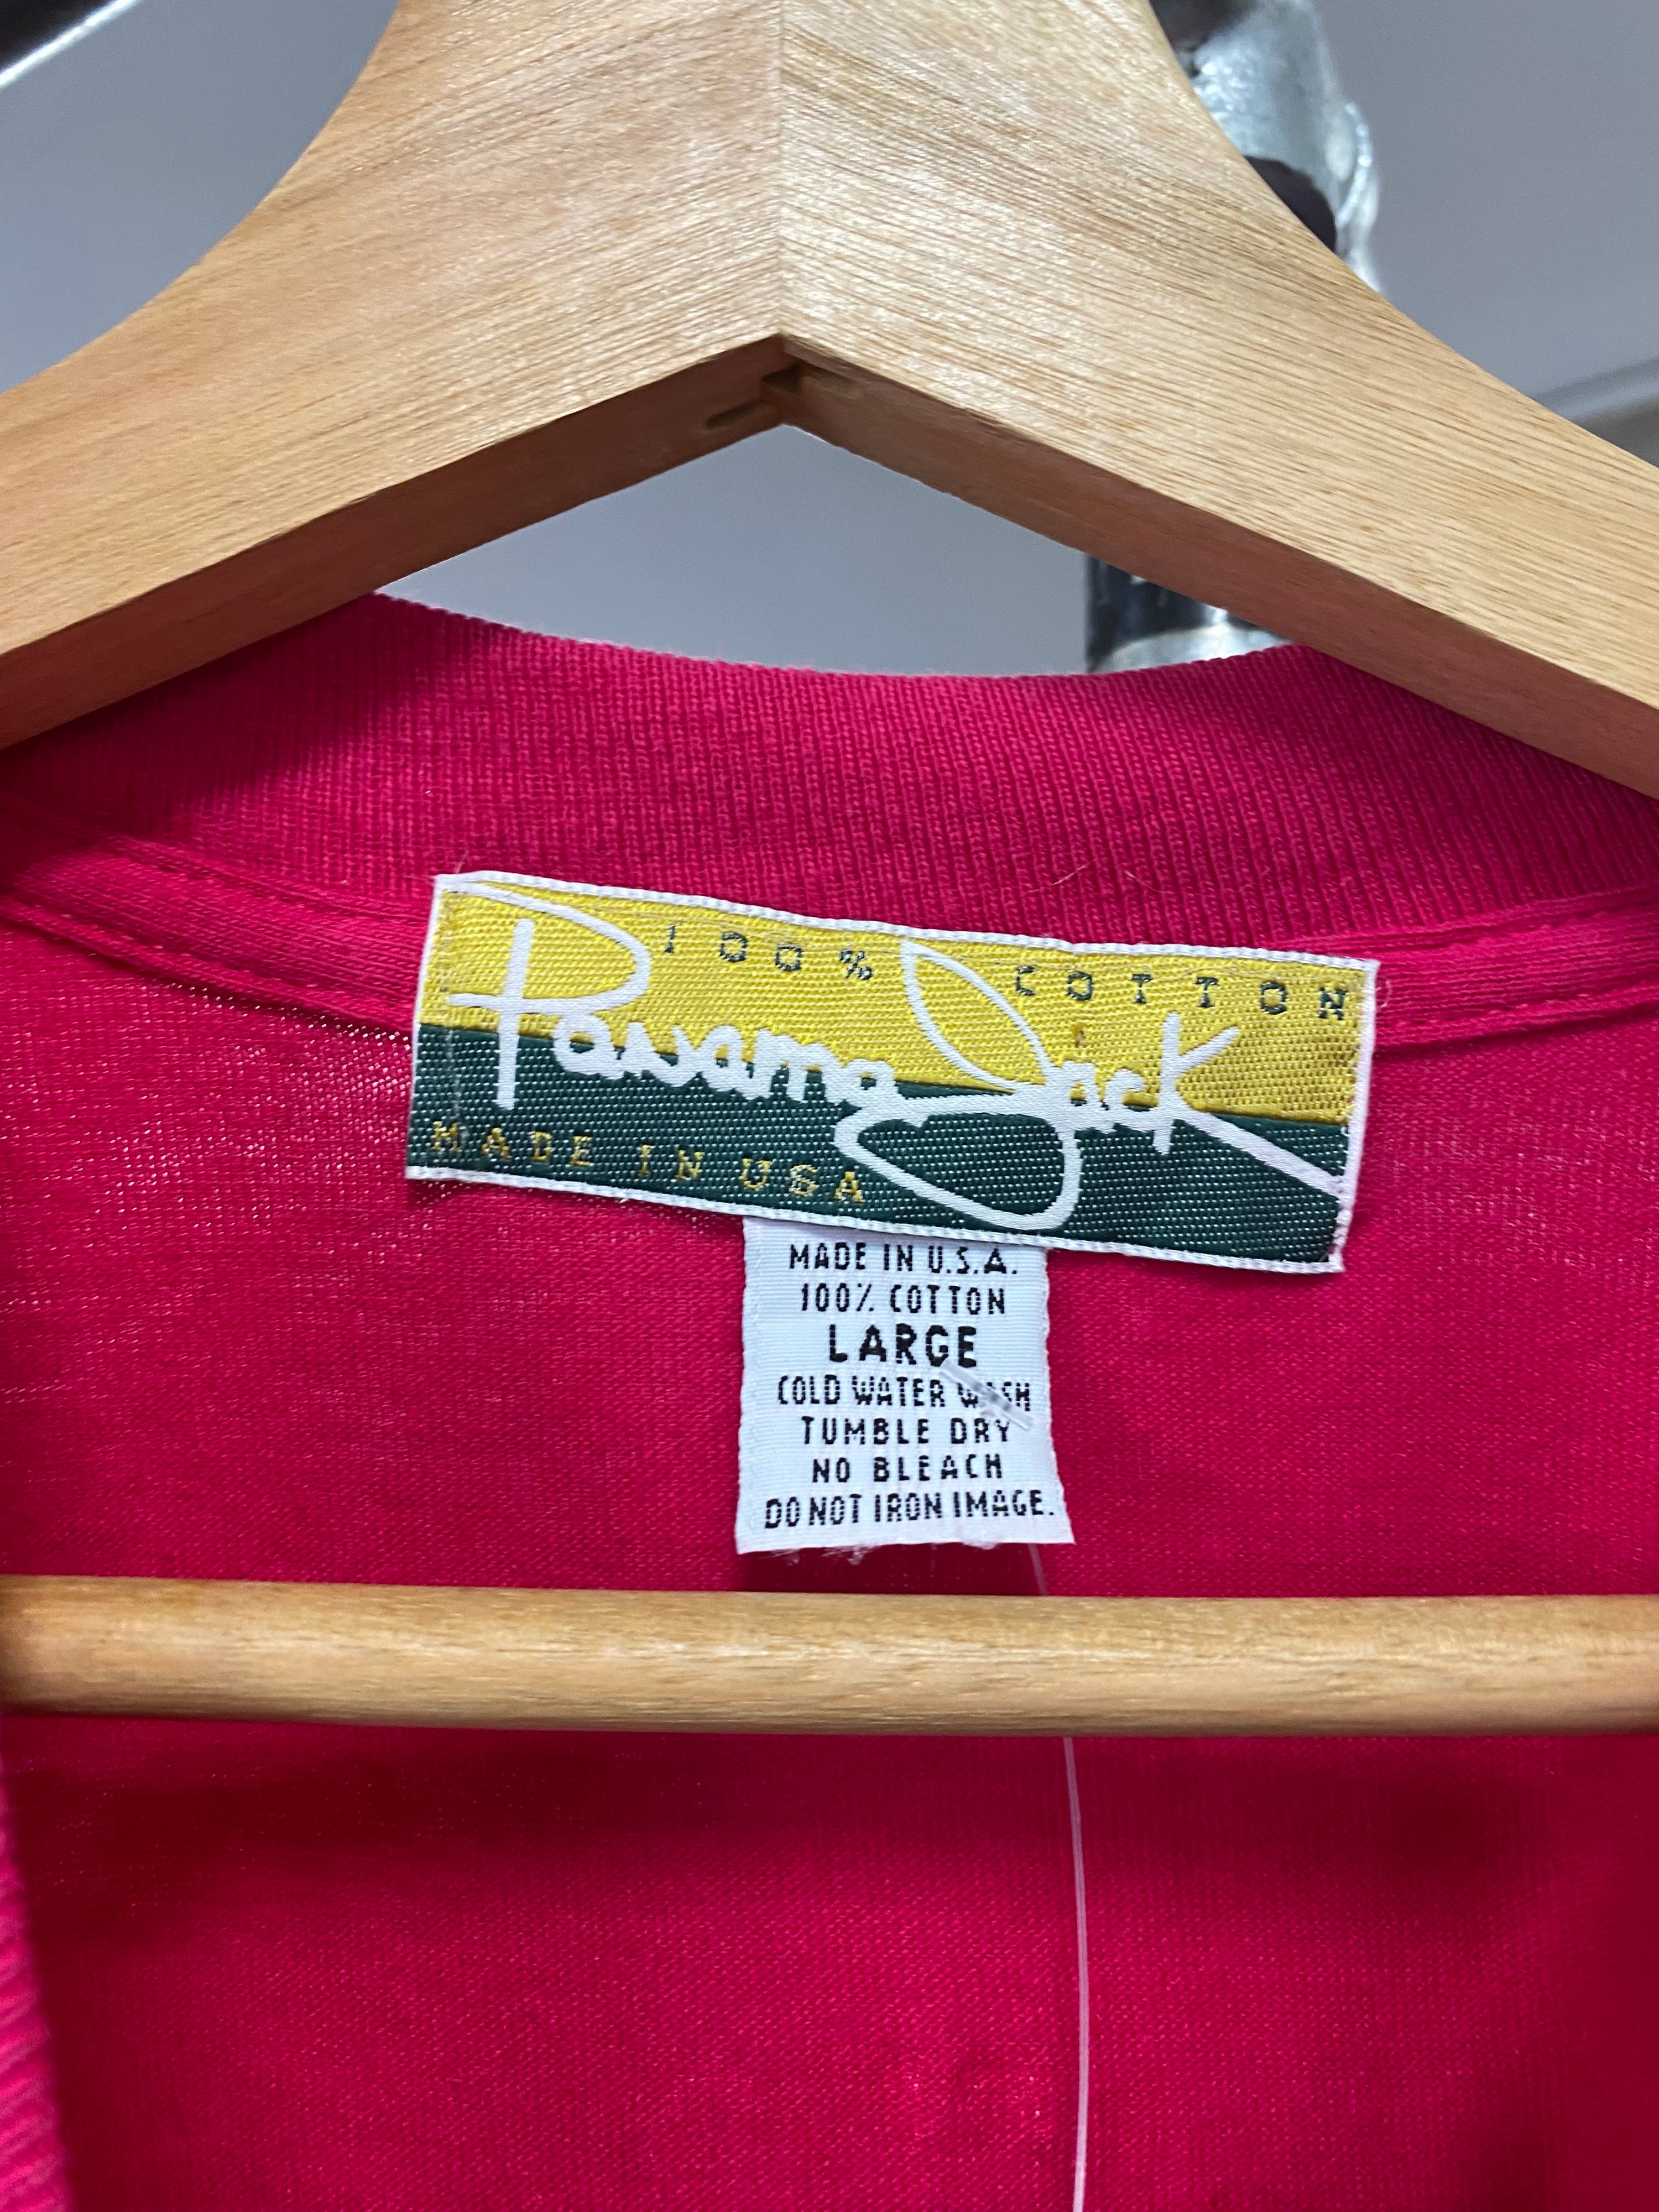 100% COTTON
Panama Jack
MADE IN USA
MADE IN U.S.A.
100% COTTON
LARGE
COLD WATER WASH
TUMBLE DRY
NO BLEACH
DO NOT IRON IMAGE.